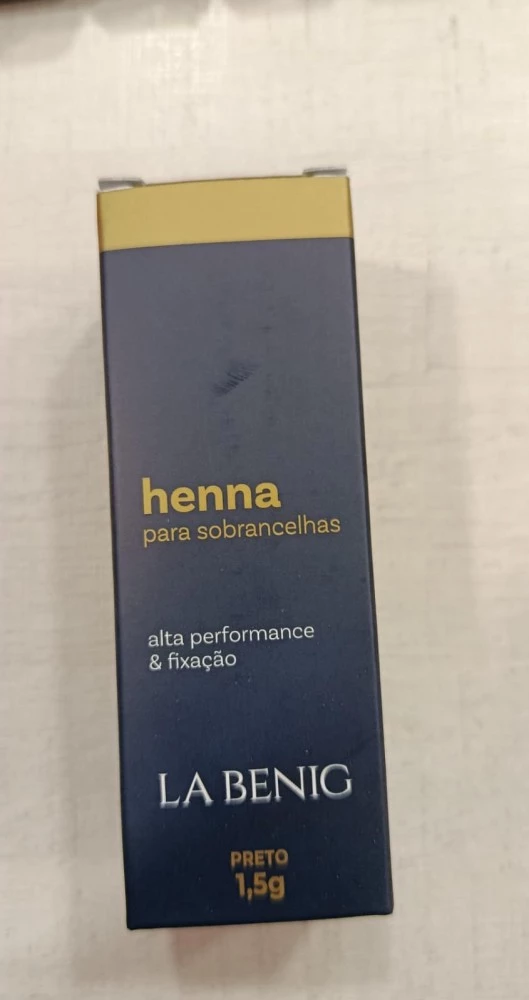 henna
para sobrancelhas
alta performance
& fixação
LA BENIG
PRETO
1,5g